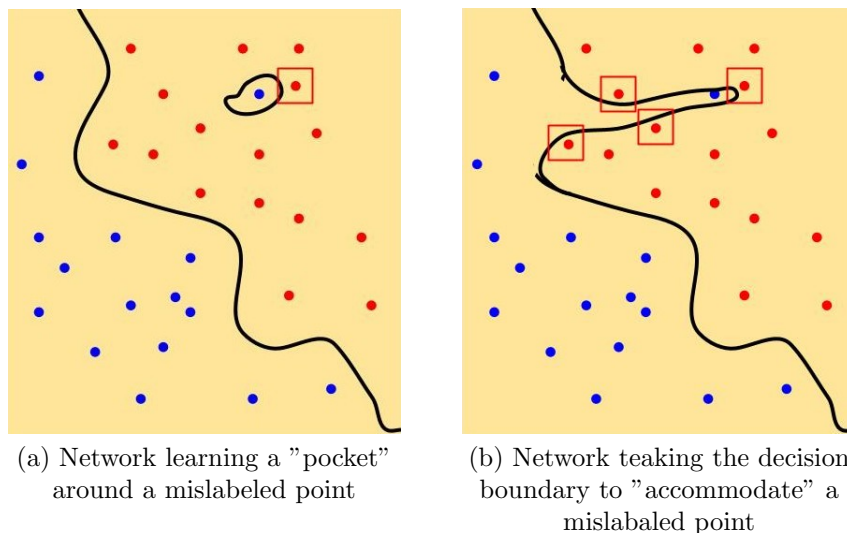 (a) Network learning a ”pocket”
around a mislabeled point
(b) Network teaking the decision
boundary to ”accommodate” a
mislabaled point